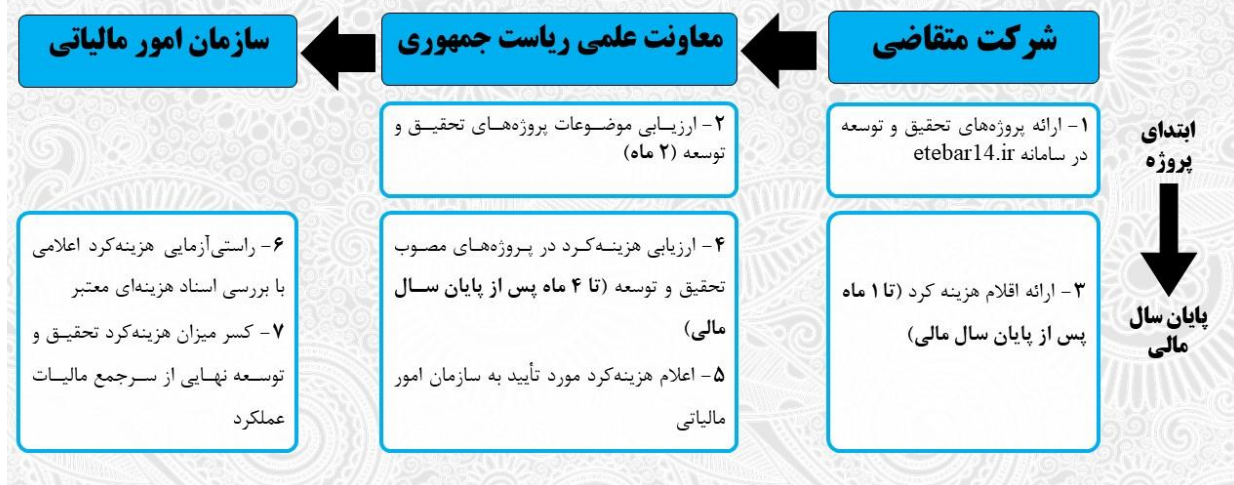 شرکت متقاضی
معاونت علمی ریاست جمهوری
سازمان امور مالیاتی
ابتدای
پروژه
۱- ارائه پروژه‌های تحقیق و توسعه
در سامانه etebar14.ir
۲- ارزیابی موضوعات پروژه‌های تحقیق و
توسعه (۲ ماه)
پایان سال
مالی
۳- ارائه اقلام هزینه کرد (تا ۱ ماه
پس از پایان سال مالی)
۴- ارزیابی هزینه‌کرد در پروژه‌های مصوب
تحقیق و توسعه (تا ۴ ماه پس از پایان سال
مالی)
۵- اعلام هزینه‌کرد مورد تأیید به سازمان امور
مالیاتی
۶- راستی‌آزمایی هزینه‌کرد اعلامی
با بررسی اسناد هزینه‌ای معتبر
۷- کسر میزان هزینه‌کرد تحقیق و
توسعه نهایی از سرجمع مالیات
عملکرد